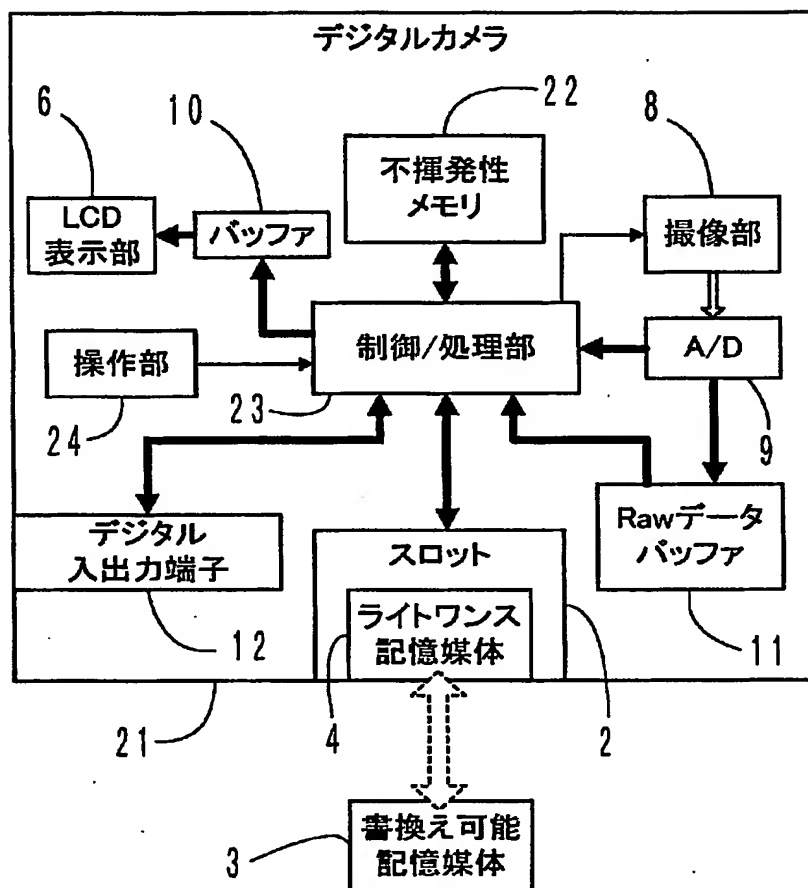 デジタルカメラ
6
10
22
8
LCD
表示部
バッファ
不揮発性
メモリ
撮像部
操作部
制御/処理部
A/D
24
23
9
デジタル
入出力端子
スロット
Rawデータ
バッファ
ライトワンス
記憶媒体
12
21
4
2
11
書換え可能
記憶媒体
3